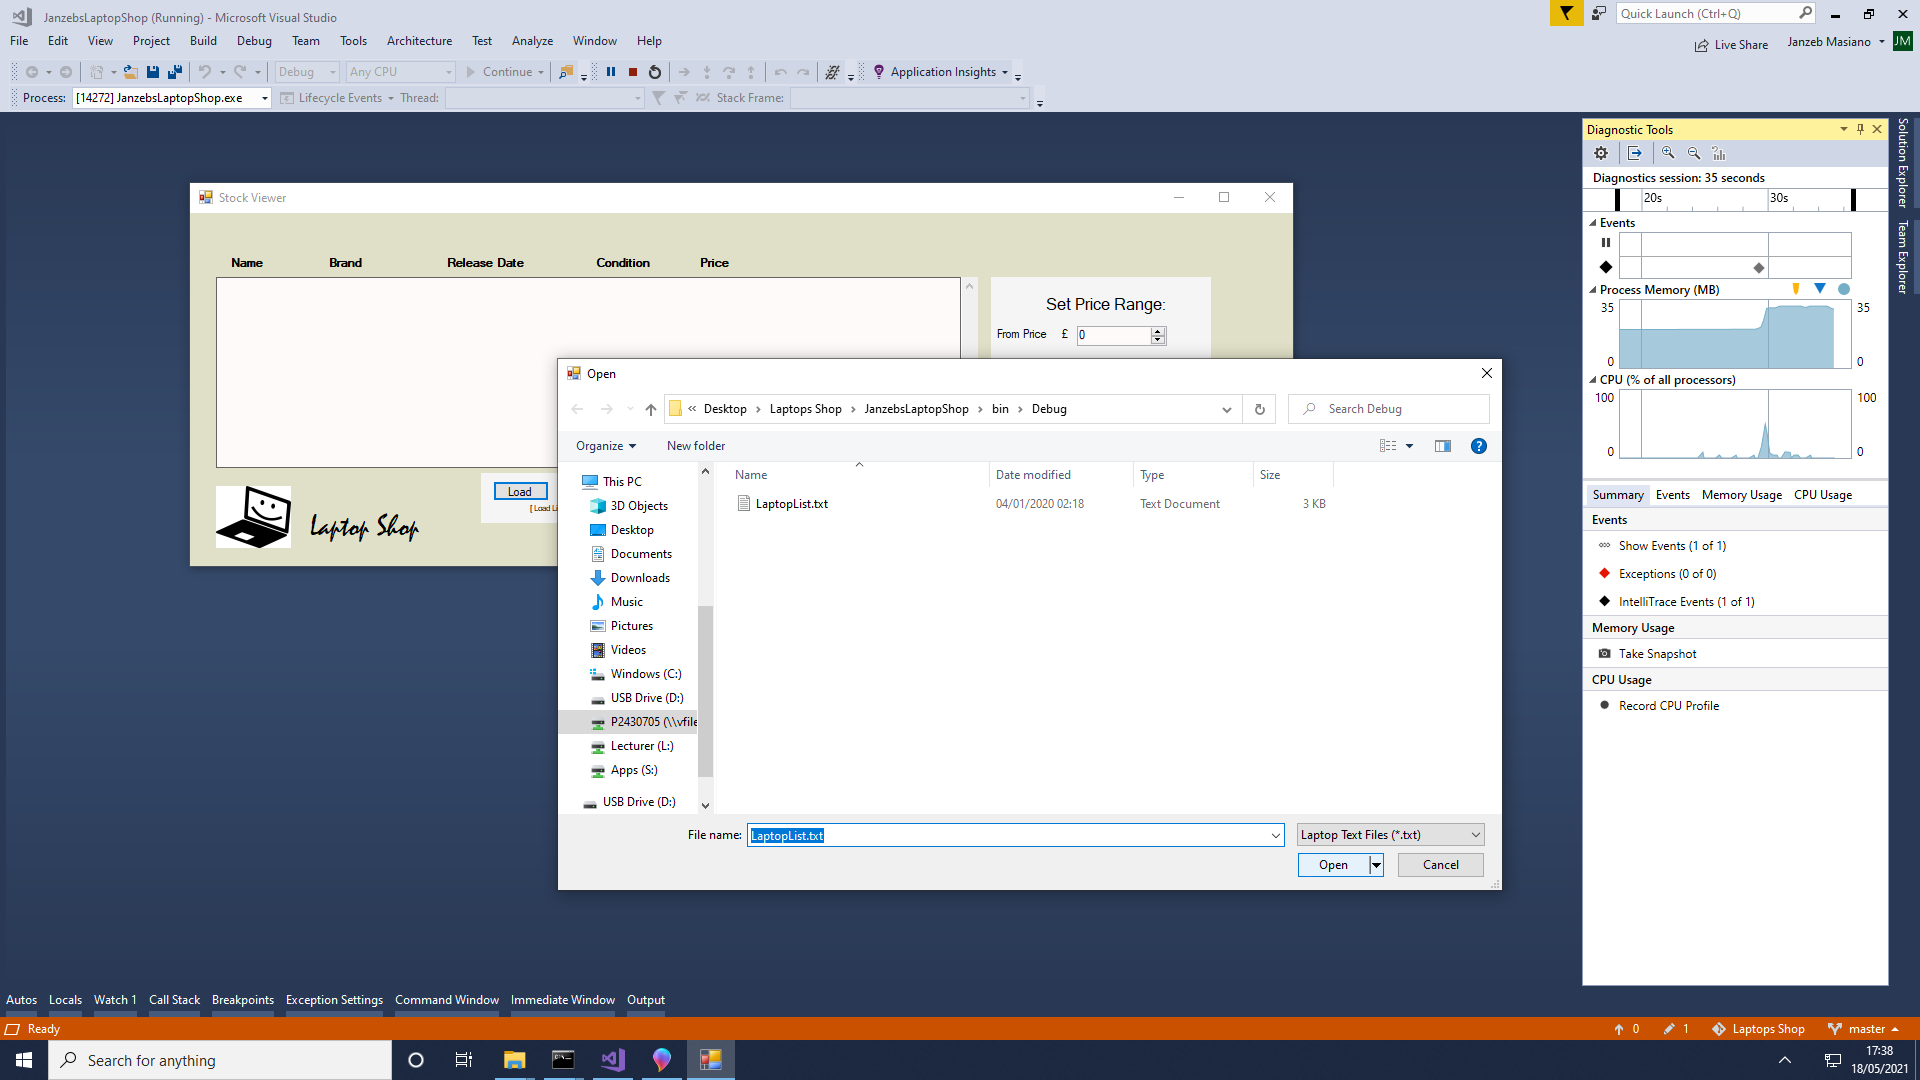 JanzebsLaptopShop (Running) - Microsoft Visual Studio
Quick Launch (Ctrl+Q)
File Edit View Project Build Debug Team Tools Architecture Test Analyze Window Help
Live Share
Janzeb Masiano
JM
Debug
Any CPU
Continue
Application Insights
Process: [14272] JanzebsLaptopShop.exe
Lifecycle Events
Thread:
Stack Frame:
Stock Viewer
Name Brand Release Date Condition Price
Set Price Range:
From Price £ 0
Load
[ Load Li
Laptop Shop
Open
« Desktop › Laptops Shop › JanzebsLaptopShop › bin › Debug
Search Debug
Organize
New folder
This PC
3D Objects
Desktop
Documents
Downloads
Music
Pictures
Videos
Windows (C:)
USB Drive (D:)
P2430705 (\\vfile
Lecturer (L:)
Apps (S:)
USB Drive (D:)
Name Date modified Type Size
LaptopList.txt 04/01/2020 02:18 Text Document 3 KB
File name: LaptopList.txt
Laptop Text Files (*.txt)
Open
Cancel
Diagnostic Tools
Diagnostics session: 35 seconds
20s 30s
Events
Process Memory (MB)
35 35
0 0
CPU (% of all processors)
100 100
0 0
Summary Events Memory Usage CPU Usage
Events
Show Events (1 of 1)
Exceptions (0 of 0)
IntelliTrace Events (1 of 1)
Memory Usage
Take Snapshot
CPU Usage
Record CPU Profile
Solution Explorer
Team Explorer
Autos Locals Watch 1 Call Stack Breakpoints Exception Settings Command Window Immediate Window Output
Ready
0
1
Laptops Shop
master
Search for anything
17:38
18/05/2021